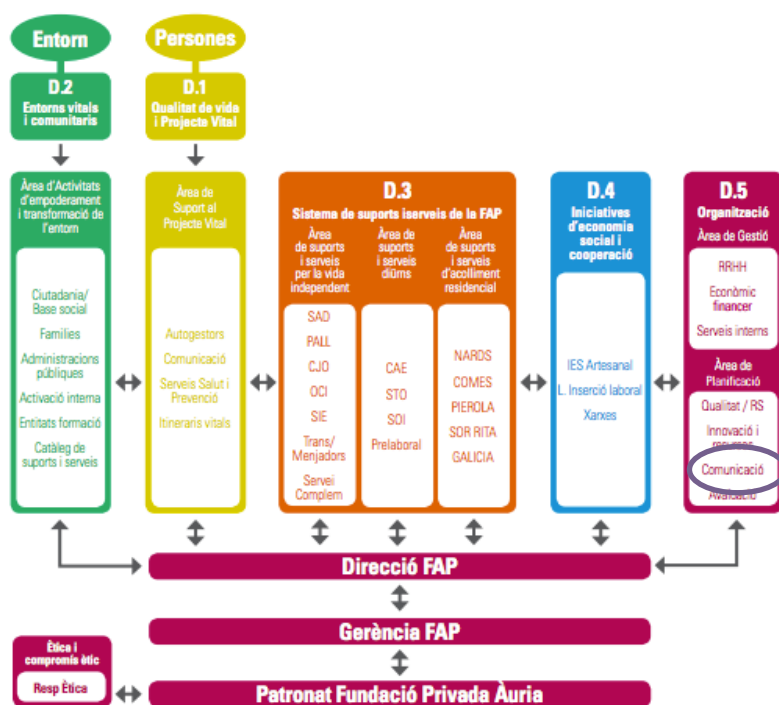 Entorn
D.2
Entorns vitals
i comunitaris
Àrea d'Activitats
d'empoderament
i transformació de
l'entorn
Ciutadania/
Base social
Famílies
Administracions
públiques
Activació interna
Entitats formació
Catàleg de
suports i serveis
Persones
D.1
Qualitat de vida
i Projecte Vital
Àrea de
Suport al
Projecte Vital
Autogestors
Comunicació
Serveis Salut i
Prevenció
Itineraris vitals
D.3
Sistema de suports iserveis de la FAP
Àrea
de suports
i serveis
per la vida
independent
SAD
PALL
CJO
OCI
SIE
Trans/
Menjadors
Servei
Complem
Àrea de
suports
i serveis
diürns
CAE
STO
SOI
Prelaboral
Àrea
de suports
i serveis
d'acolliment
residencial
NARDS
COMES
PIEROLA
SOR RITA
GALICIA
D.4
Iniciatives
d'economia
social i
cooperació
IES Artesanal
L. Inserció laboral
Xarxes
D.5
Organització
Àrea de Gestió
RRHH
Econòmic
financer
Serveis interns
Àrea de
Planificació
Qualitat / RS
Innovació i
Comunicació
Avaluació
Direcció FAP
Gerència FAP
Ètica i
compromís ètic
Resp Ètica
Patronat Fundació Privada Àuria